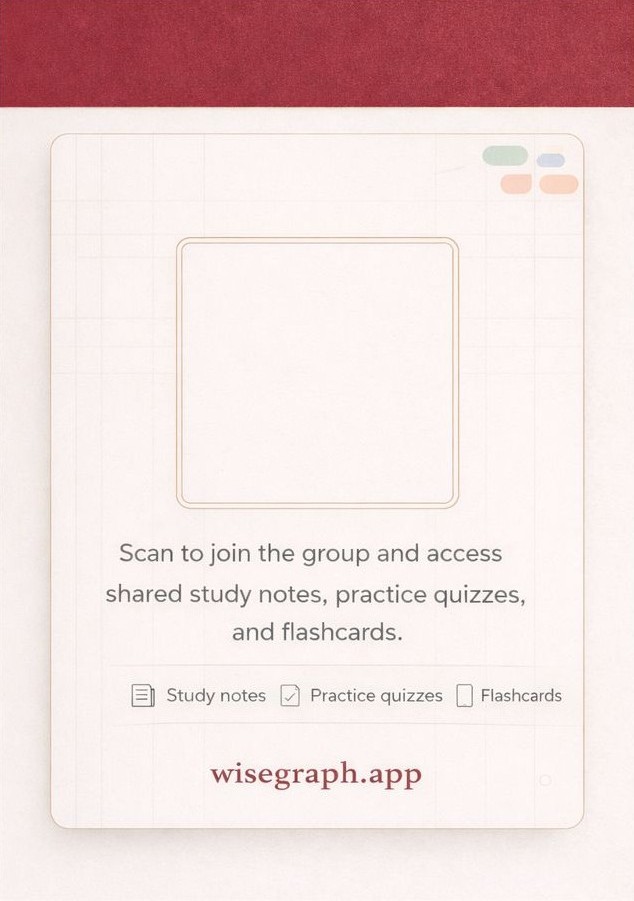 Scan to join the group and access
shared study notes, practice quizzes,
and flashcards.
Study notes Practice quizzes Flashcards
wisegraph.app